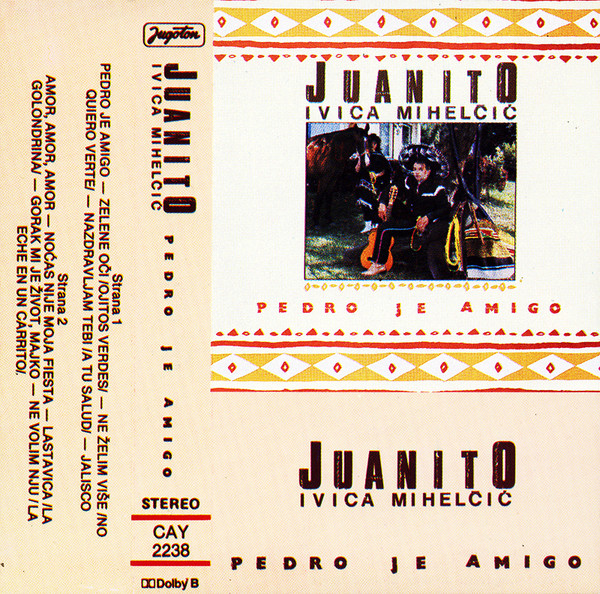 Jugoton
JUANITO
IVICA MIHELČIĆ
PEDRO JE AMIGO
STEREO
CAY
2238
DOLBY B
Strana 1
PEDRO JE AMIGO — ZELENE OČI /OJITOS VERDES/ — NE ŽELIM VIŠE /NO
QUIERO VERTE/ — NAZDRAVLJAM TEBI /A TU SALUD/ — JALISCO
Strana 2
AMOR, AMOR, AMOR — NOĆAS NIJE MOJA FIESTA — LASTAVICA /LA
GOLONDRINA/ — GORAK MI JE ŽIVOT, MAJKO — NE VOLIM NJU /LA
ECHE EN UN CARRITO/.
JUANITO
IVICA MIHELČIĆ
PEDRO JE AMIGO
JUANITO
IVICA MIHELČIĆ
PEDRO JE AMIGO